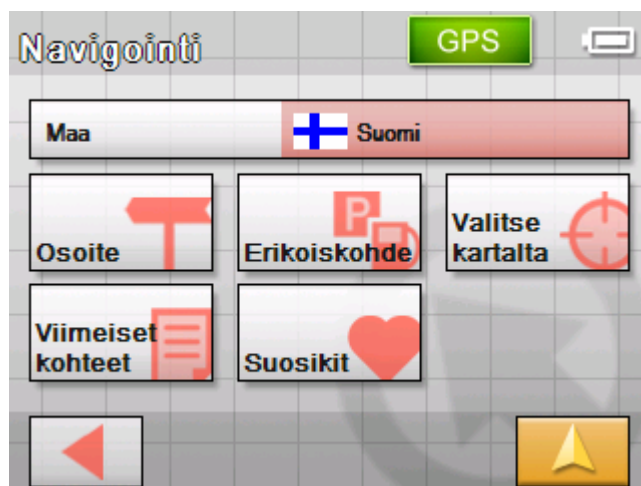 Navigointi
GPS
Maa
Suomi
Osoite
P
Erikoiskohde
Valitse
kartalta
Viimeiset
kohteet
Suosikit